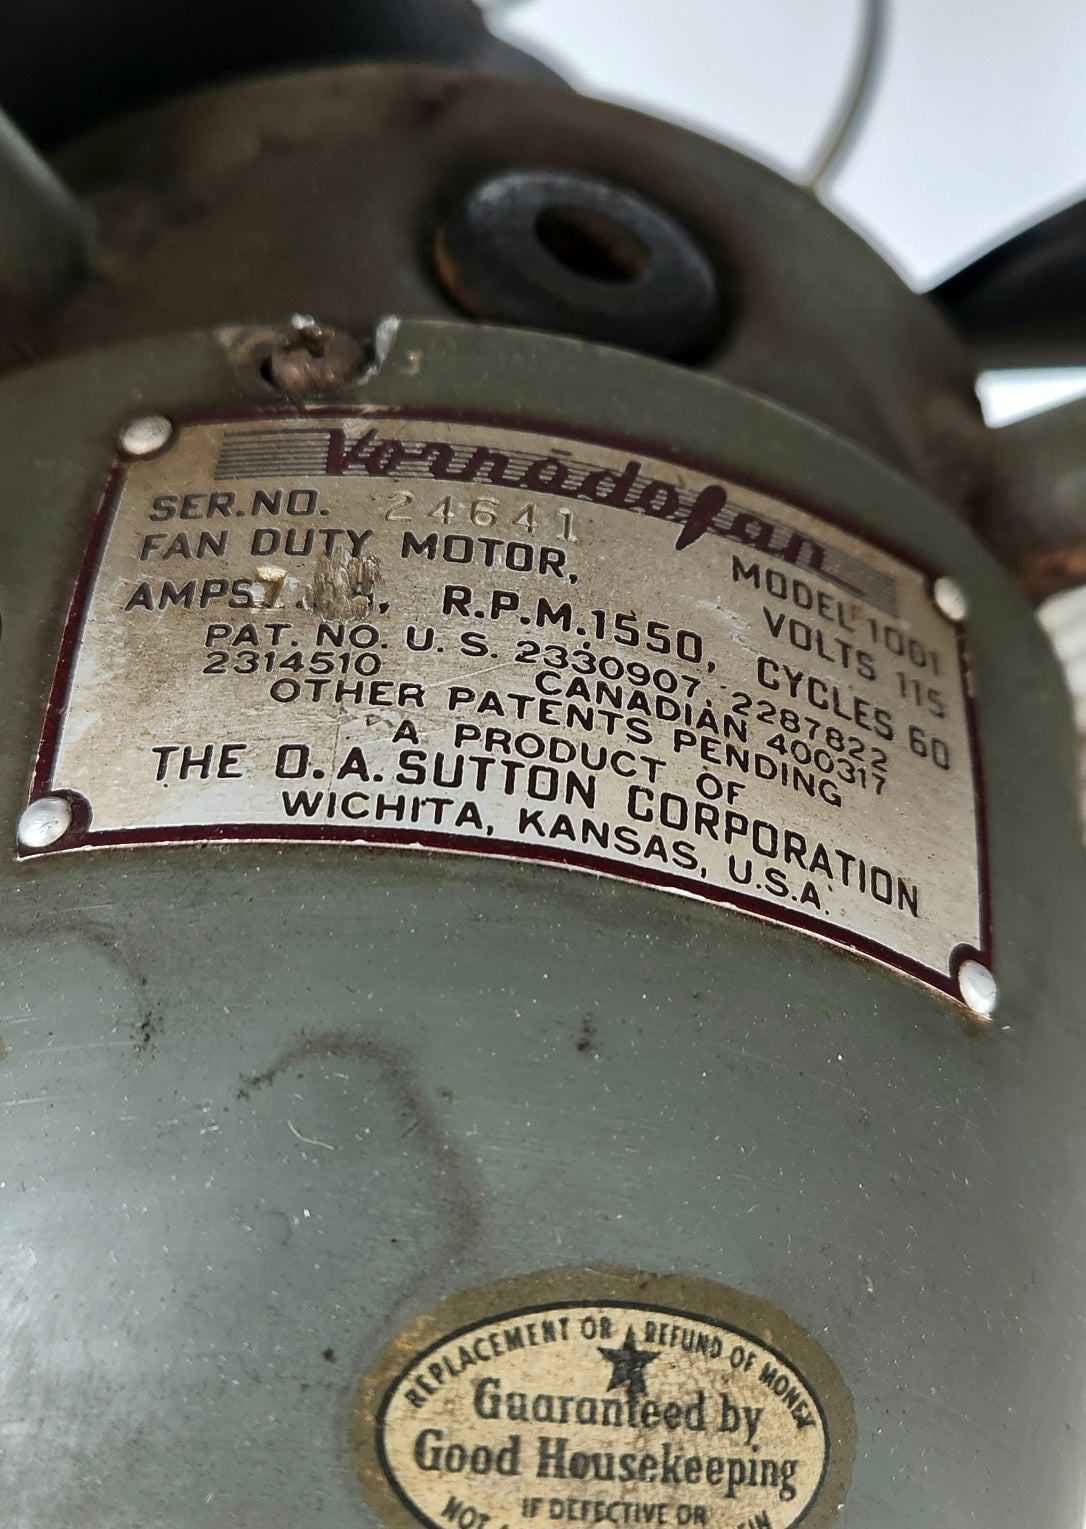 Vornadofan
SER.NO. 24641 MODEL 1001
FAN DUTY MOTOR, VOLTS 115
AMPS R.P.M. 1550, CYCLES 60
PAT. NO. U. S. 2330907, 2287822
2314510 CANADIAN 400317
OTHER PATENTS PENDING
A PRODUCT OF
THE O. A. SUTTON CORPORATION
WICHITA, KANSAS, U.S.A.
REPLACEMENT OR REFUND OF MONEY
Guaranteed by
Good Housekeeping
IF DEFECTIVE OR
NOT